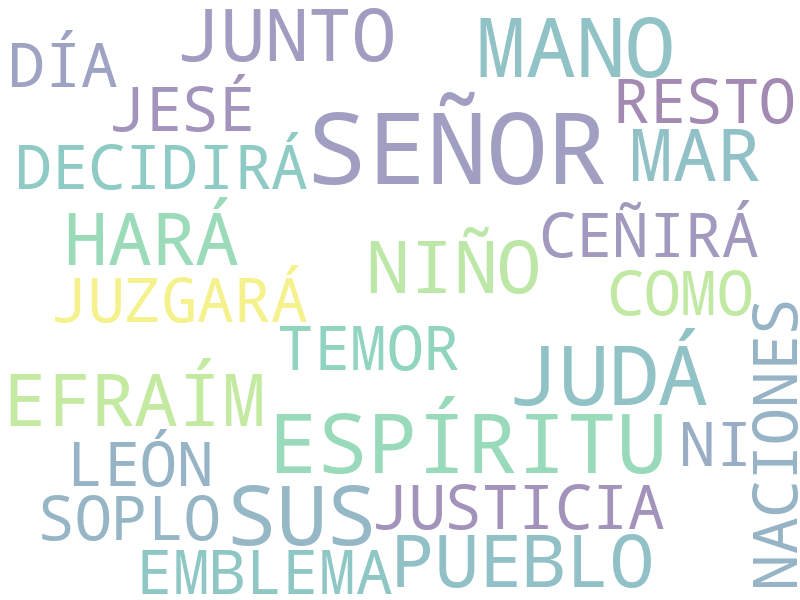 JUNTO
MANO
DÍA
JESÉ
RESTO
SEÑOR
DECIDIRÁ
MAR
HARÁ
CEÑIRÁ
NIÑO
JUZGARÁ
COMO
TEMOR
JUDÁ
EFRAÍM
ESPÍRITU
NI
NACIONES
LEÓN
SOPLO
SUS
JUSTICIA
EMBLEMA
PUEBLO